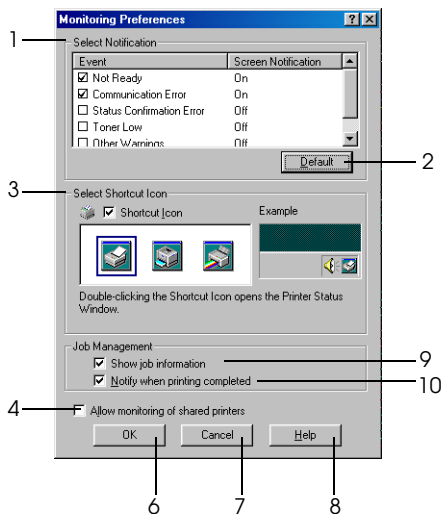 Monitoring Preferences
1
Select Notification
Event Screen Notification
Not Ready On
Communication Error On
Status Confirmation Error Off
Toner Low Off
Other Warnings Off
Default
2
3
Select Shortcut Icon
Shortcut Icon
Example
Double-clicking the Shortcut Icon opens the Printer Status
Window.
Job Management
Show job information
9
Notify when printing completed
10
4
Allow monitoring of shared printers
OK Cancel Help
6 7 8